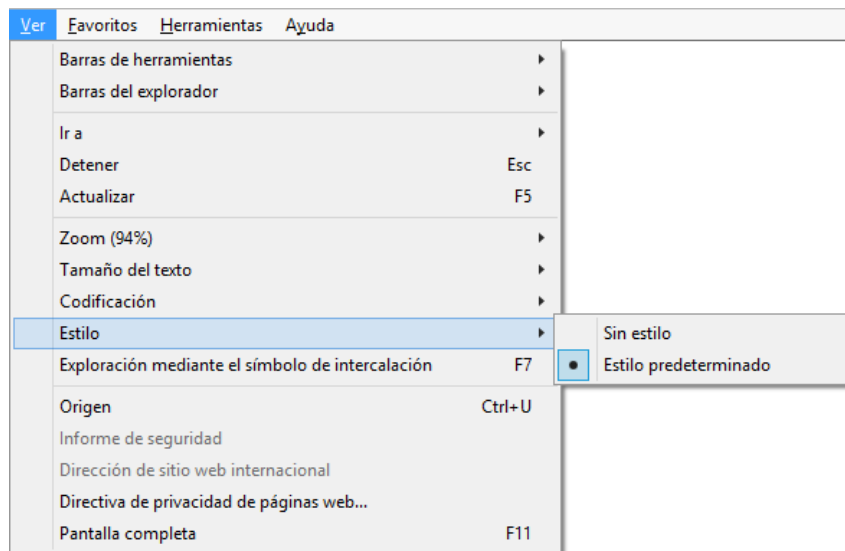 Ver Favoritos Herramientas Ayuda
Barras de herramientas
Barras del explorador
Ir a
Detener Esc
Actualizar F5
Zoom (94%)
Tamaño del texto
Codificación
Estilo Sin estilo
Exploración mediante el símbolo de intercalación F7 Estilo predeterminado
Origen Ctrl+U
Informe de seguridad
Dirección de sitio web internacional
Directiva de privacidad de páginas web...
Pantalla completa F11